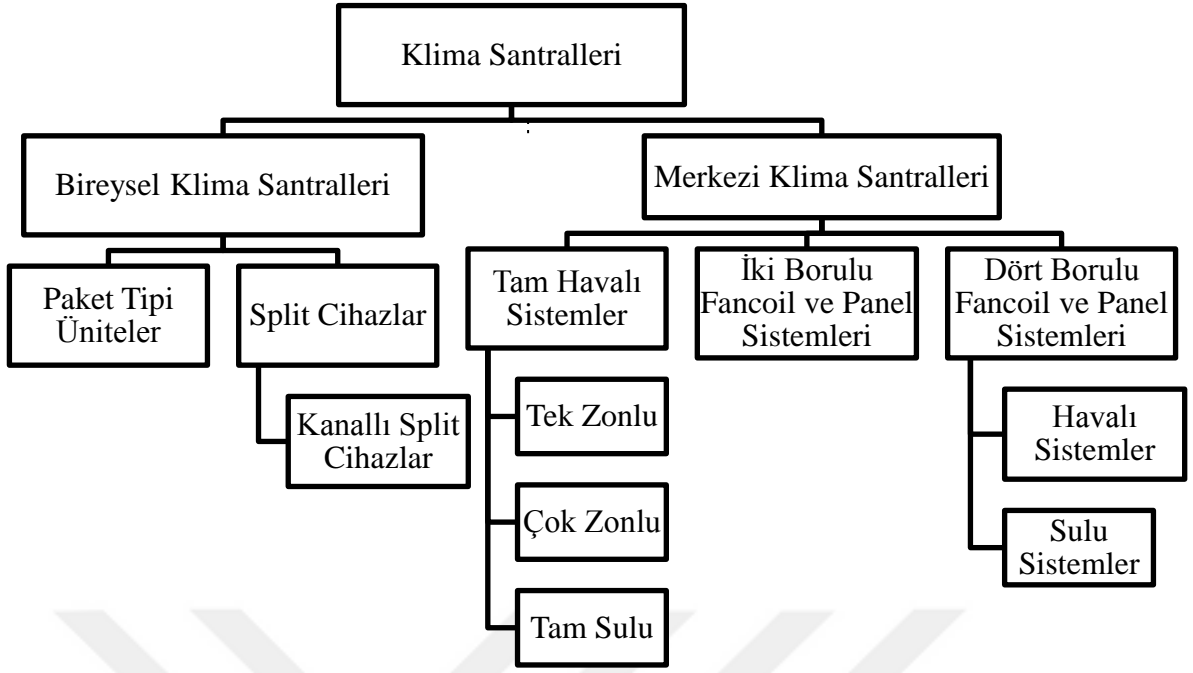 Klima Santralleri
Bireysel Klima Santralleri
Merkezi Klima Santralleri
Paket Tipi
Üniteler
Split Cihazlar
Kanallı Split
Cihazlar
Tam Havalı
Sistemler
Tek Zonlu
Çok Zonlu
Tam Sulu
İki Borulu
Fancoil ve Panel
Sistemleri
Dört Borulu
Fancoil ve Panel
Sistemleri
Havalı
Sistemler
Sulu
Sistemler